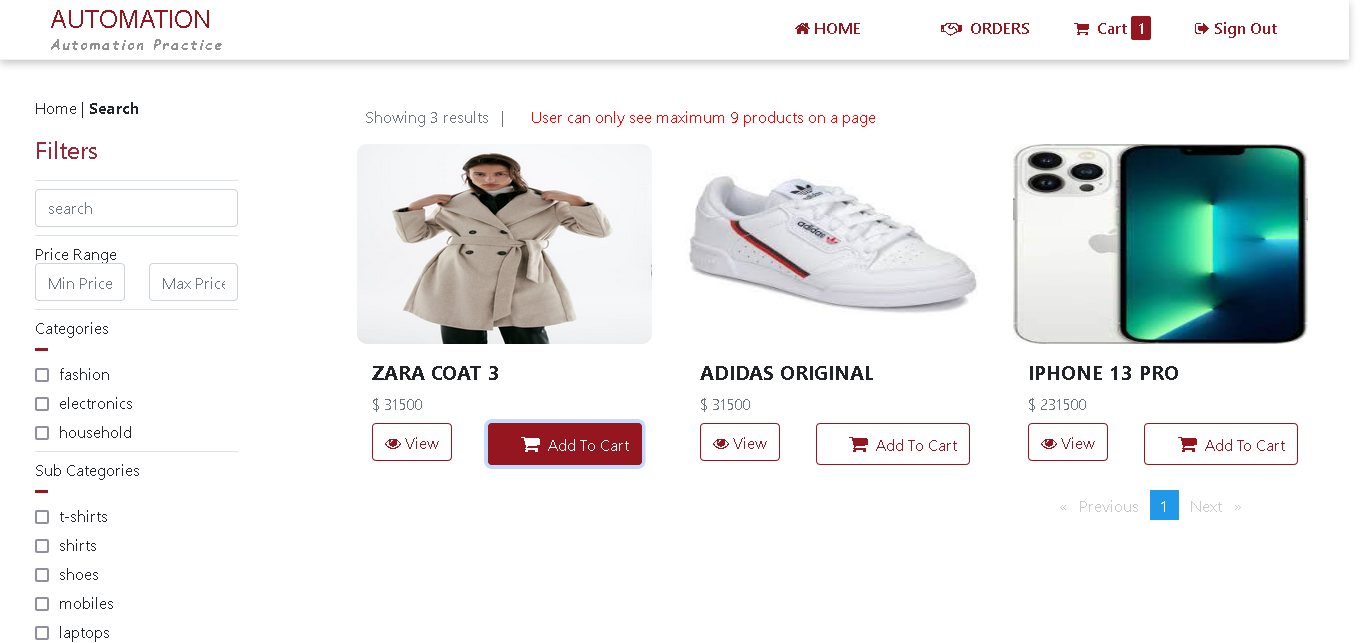 AUTOMATION
Automation Practice
HOME
ORDERS
Cart 1
Sign Out
Home | Search
Filters
search
Price Range
Min Price
Max Price
Categories
fashion
electronics
household
Sub Categories
t-shirts
shirts
shoes
mobiles
laptops
Showing 3 results |
User can only see maximum 9 products on a page
ZARA COAT 3
$ 31500
View
Add To Cart
adidas
adidas
ADIDAS ORIGINAL
$ 31500
View
Add To Cart
IPHONE 13 PRO
$ 231500
View
Add To Cart
« Previous 1 Next »